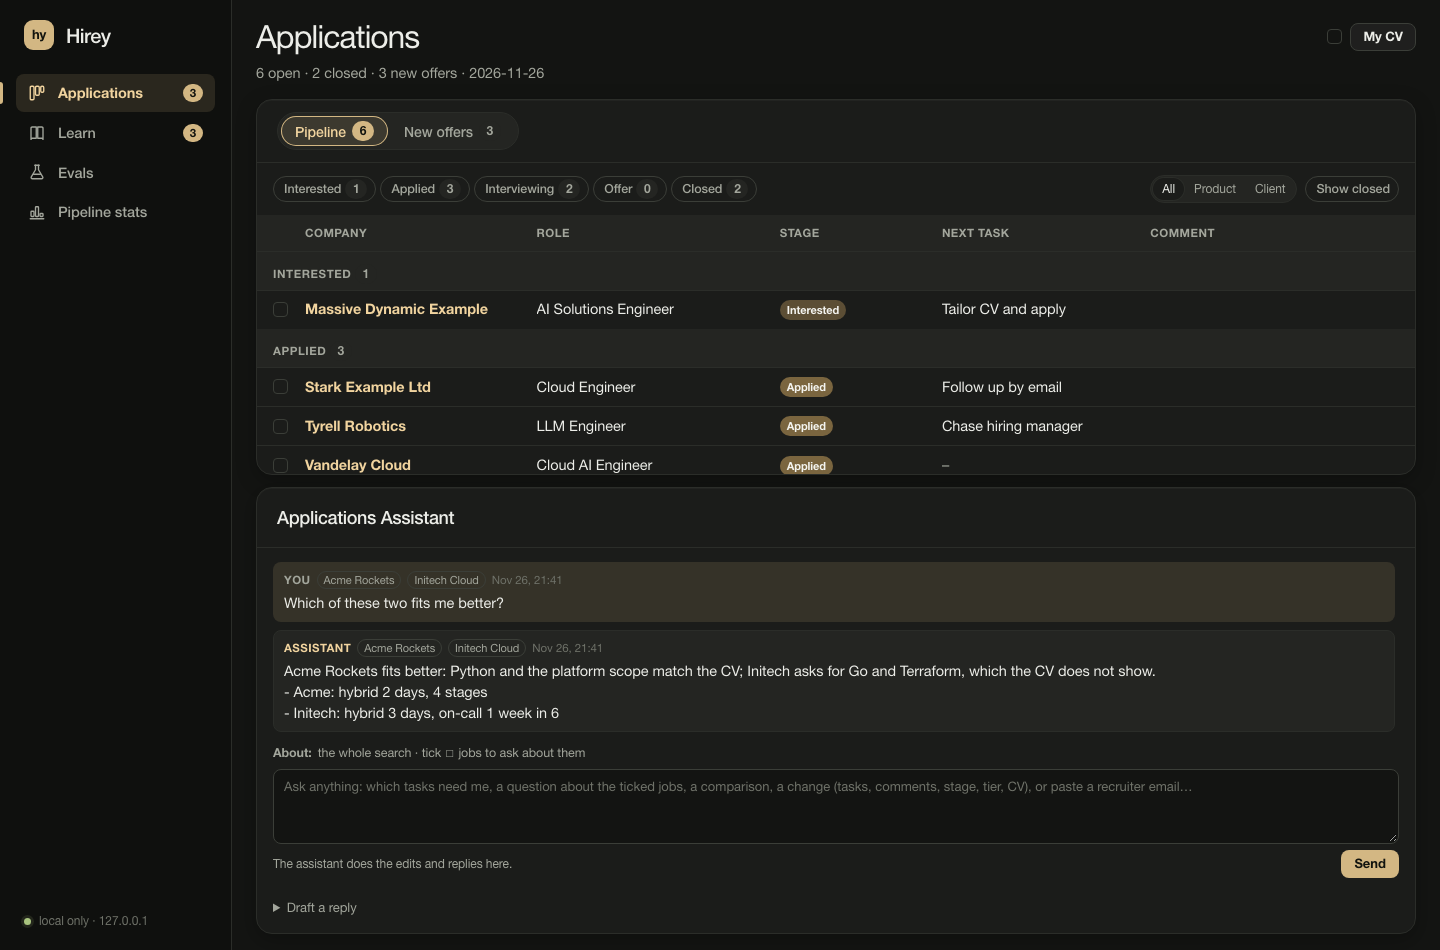 hy Hirey
Applications 3
Learn 3
Evals
Pipeline stats
local only · 127.0.0.1
Applications
My CV
6 open · 2 closed · 3 new offers · 2026-11-26
Pipeline 6 New offers 3
Interested 1 Applied 3 Interviewing 2 Offer 0 Closed 2 All Product Client Show closed
COMPANY ROLE STAGE NEXT TASK COMMENT
INTERESTED 1
Massive Dynamic Example AI Solutions Engineer Interested Tailor CV and apply
APPLIED 3
Stark Example Ltd Cloud Engineer Applied Follow up by email
Tyrell Robotics LLM Engineer Applied Chase hiring manager
Vandelay Cloud Cloud AI Engineer Applied –
Applications Assistant
YOU Acme Rockets Initech Cloud Nov 26, 21:41
Which of these two fits me better?
ASSISTANT Acme Rockets Initech Cloud Nov 26, 21:41
Acme Rockets fits better: Python and the platform scope match the CV; Initech asks for Go and Terraform, which the CV does not show.
- Acme: hybrid 2 days, 4 stages
- Initech: hybrid 3 days, on-call 1 week in 6
About: the whole search · tick □ jobs to ask about them
Ask anything: which tasks need me, a question about the ticked jobs, a comparison, a change (tasks, comments, stage, tier, CV), or paste a recruiter email…
The assistant does the edits and replies here.
Send
▶ Draft a reply